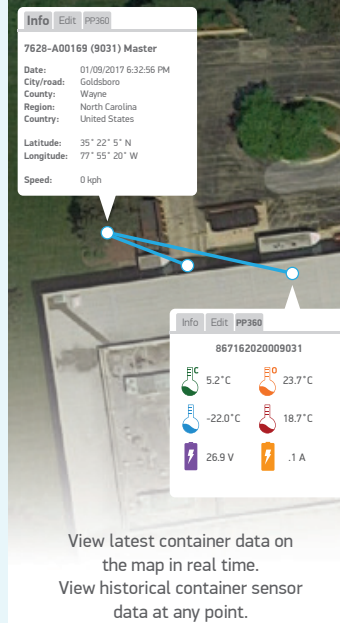 Info Edit PP360
7628-A00169 (9031) Master
Date: 01/09/2017 6:32:56 PM
City/road: Goldsboro
County: Wayne
Region: North Carolina
Country: United States
Latitude: 35° 22' 5" N
Longitude: 77° 55' 20" W
Speed: 0 kph
Info Edit PP360
867162020009031
C 5.2°C O 23.7°C
-22.0°C 18.7°C
26.9 V .1 A
View latest container data on
the map in real time.
View historical container sensor
data at any point.